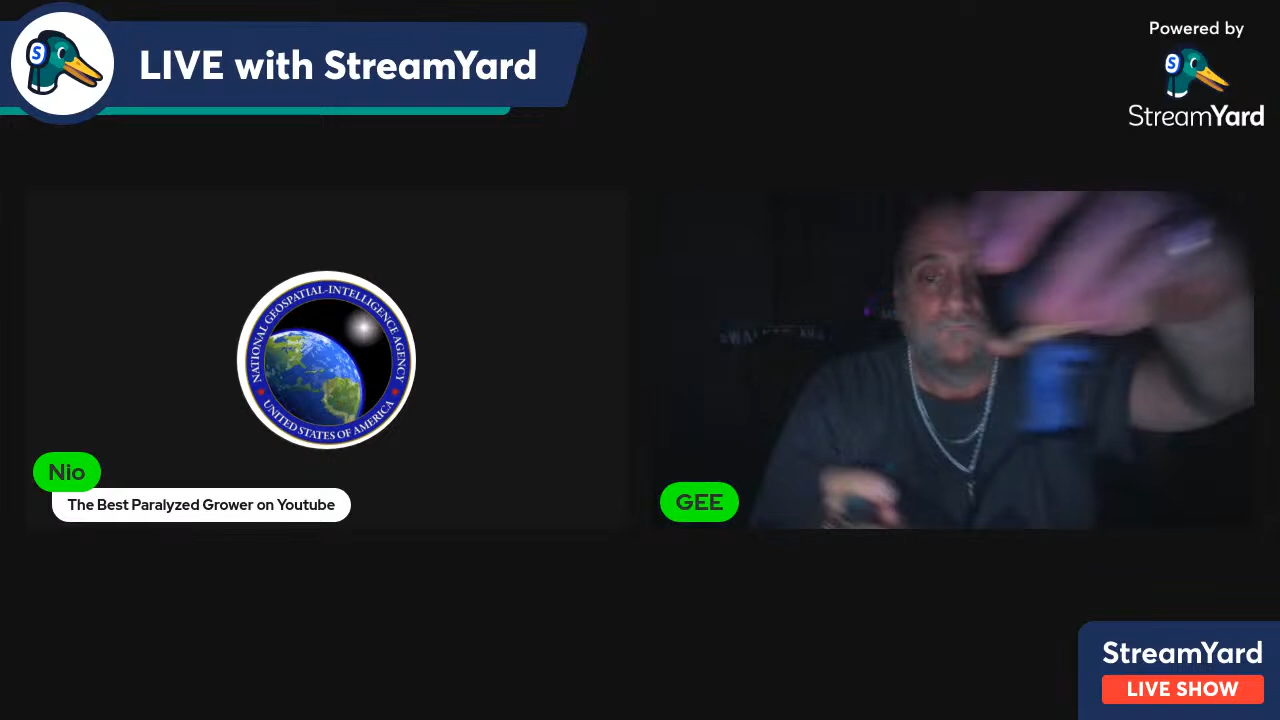 S
LIVE with StreamYard
Powered by
S
StreamYard
NATIONAL GEOSPATIAL-INTELLIGENCE AGENCY
UNITED STATES OF AMERICA
Nio
The Best Paralyzed Grower on Youtube
GEE
StreamYard
LIVE SHOW